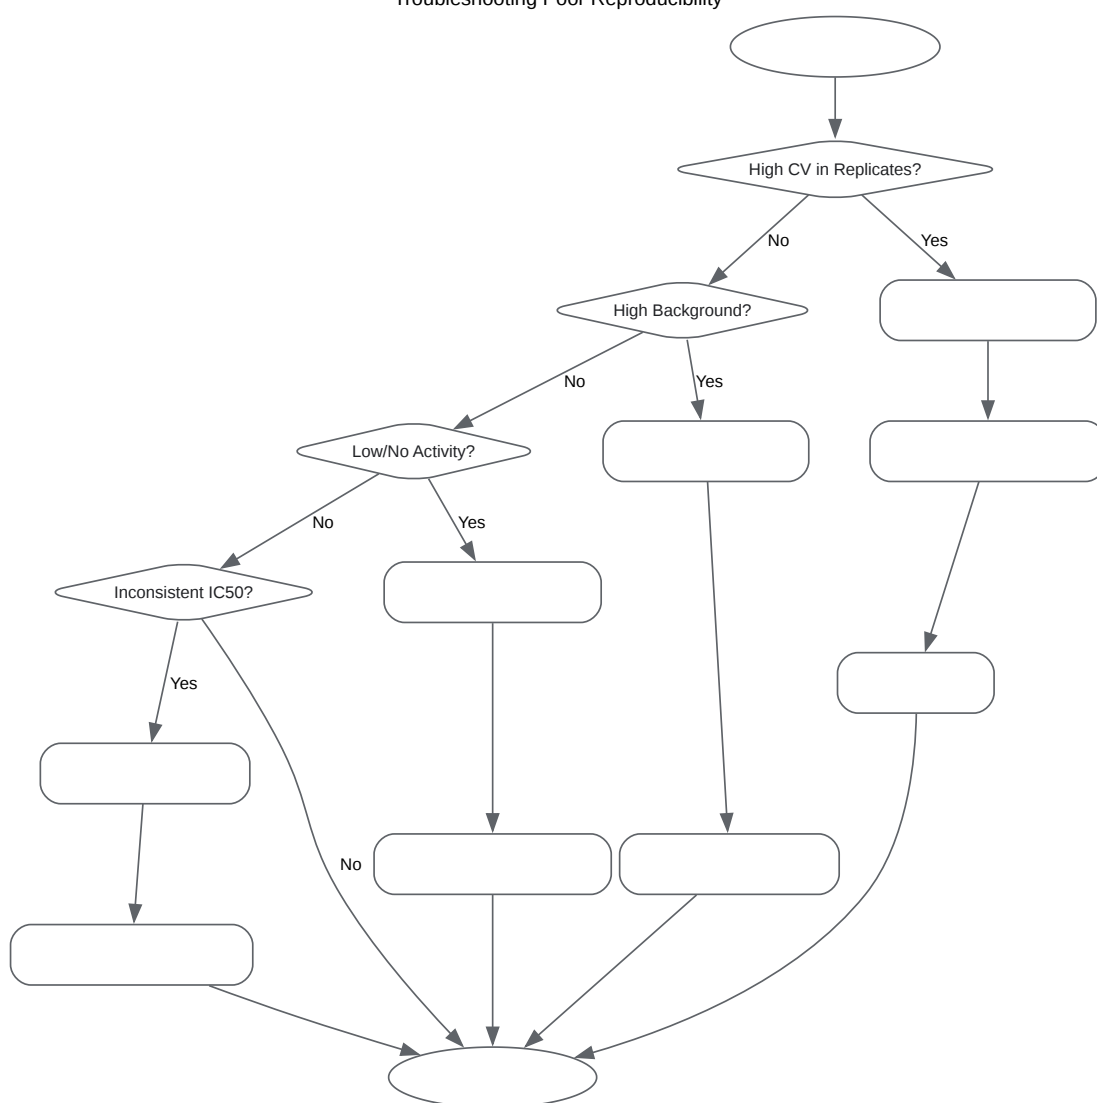 Troubleshooting Poor Reproducibility
High CV in Replicates?
No
Yes
High Background?
No
Yes
Low/No Activity?
No
Yes
Inconsistent IC50?
Yes
No